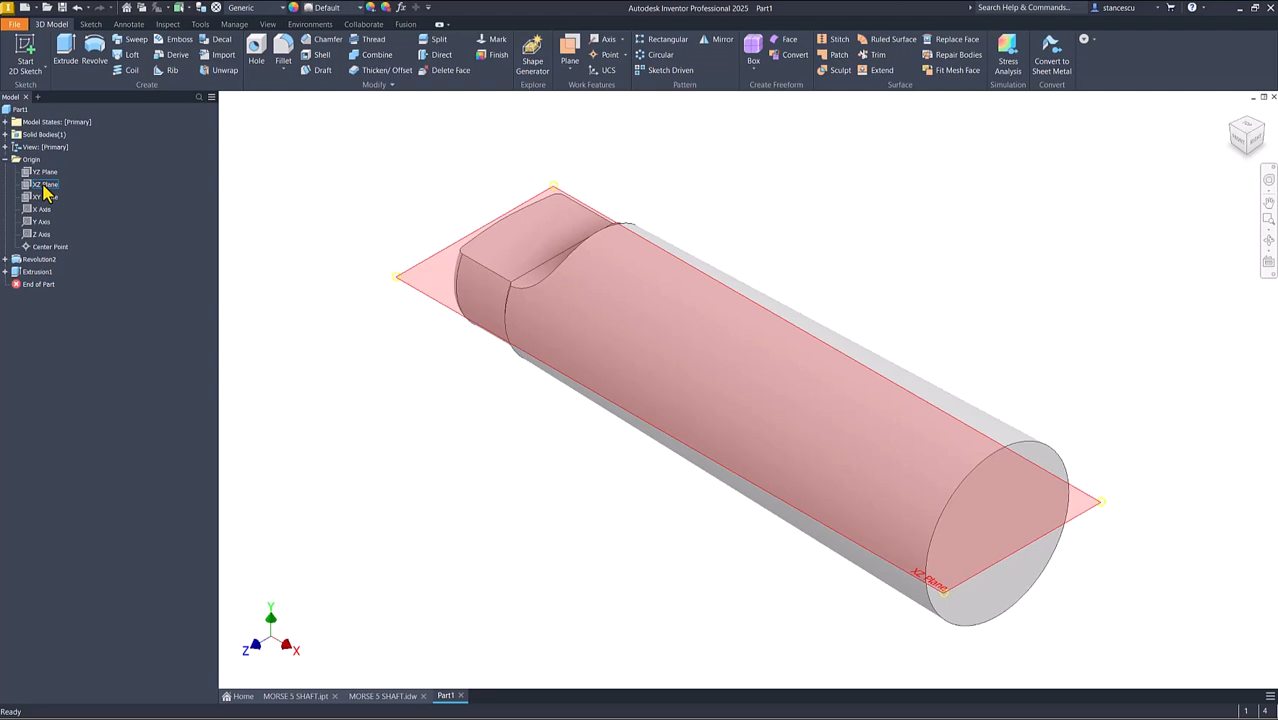 Generic
Default
Autodesk Inventor Professional 2025 Part1
Search Help & Commands...
stancescu
File 3D Model Sketch Annotate Inspect Tools Manage View Environments Collaborate Fusion
Start
2D Sketch
Extrude
Revolve
Sweep Emboss Decal
Loft Derive Import
Coil Rib Unwrap
Hole
Fillet
Chamfer Thread Split Mark
Shell Combine Direct Finish
Draft Thicken/ Offset Delete Face
Shape
Generator
Plane
Axis
Point
UCS
Rectangular Mirror
Circular
Sketch Driven
Box
Face
Convert
Stitch Ruled Surface Replace Face
Patch Trim Repair Bodies
Sculpt Extend Fit Mesh Face
Stress
Analysis
Convert to
Sheet Metal
Sketch Create Modify Explore Work Features Pattern Create Freeform Surface Simulation Convert
Model
Part1
Model States: [Primary]
Solid Bodies(1)
View: [Primary]
Origin
YZ Plane
XZ Plane
XY
X Axis
Y Axis
Z Axis
Center Point
Revolution2
Extrusion1
End of Part
TOP
FRONT
RIGHT
XZ Plane
Y
Z
X
Home MORSE 5 SHAFT.ipt MORSE 5 SHAFT.idw Part1
Ready
1 4